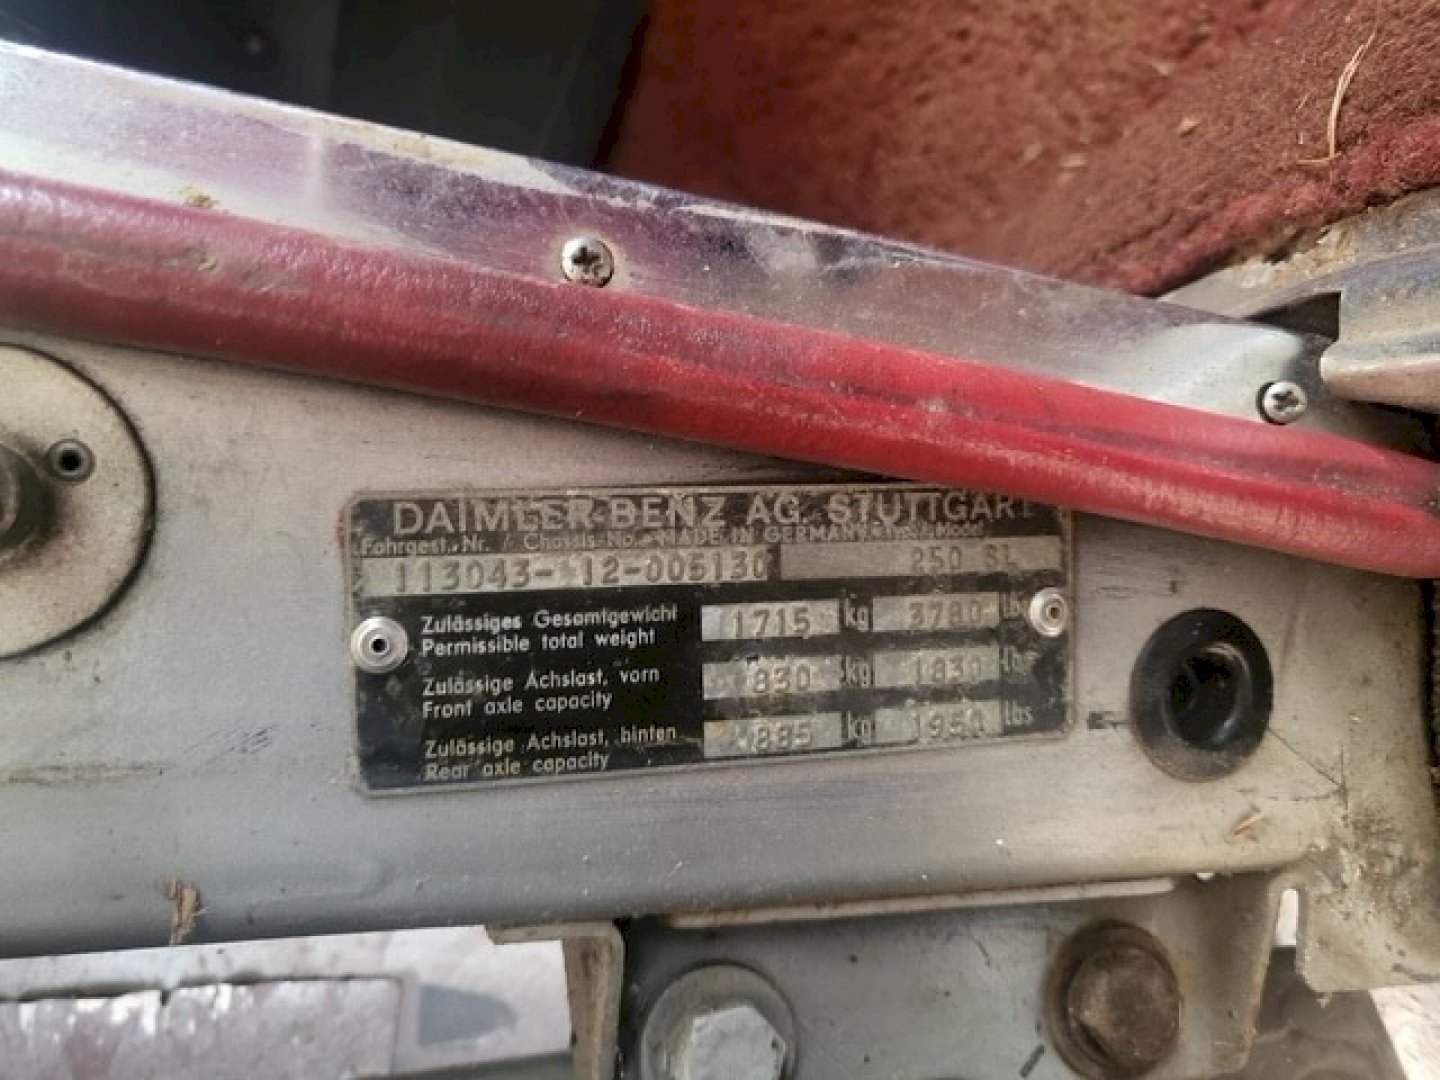 DAIMLER-BENZ AG. STUTTGART
Fahrgest.-Nr. / Chassis-No. MADE IN GERMANY Model
113043-12-005130 250 SL
Zulässiges Gesamtgewicht
Permissible total weight
1715 kg 3780 Lbs
Zulässige Achslast, vorn
Front axle capacity
830 kg 1830 Lbs
Zulässige Achslast, hinten
Rear axle capacity
885 kg 1950 Lbs